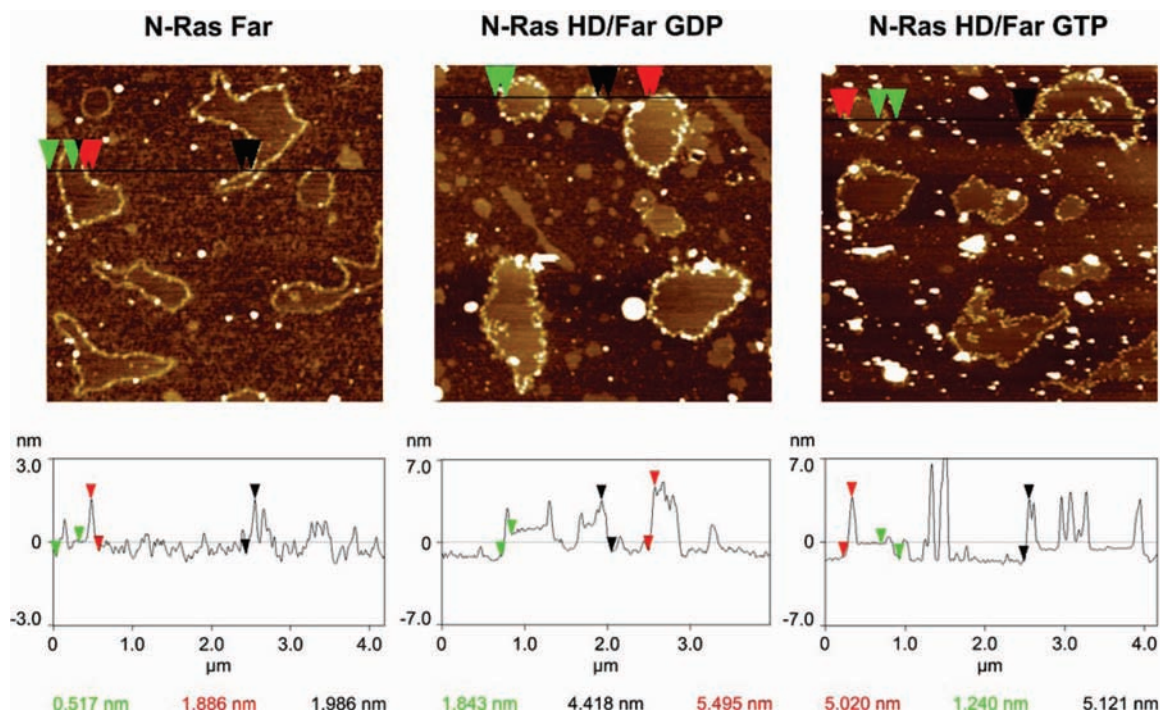 N-Ras Far
N-Ras HD/Far GDP
N-Ras HD/Far GTP
nm
3.0
0
-3.0
0
1.0
2.0
3.0
4.0
µm
0.517 nm
1.886 nm
1.986 nm
nm
7.0
0
-7.0
0
1.0
2.0
3.0
µm
1.843 nm
4.418 nm
5.495 nm
nm
7.0
0
-7.0
0
1.0
2.0
3.0
4.0
µm
5.020 nm
1.240 nm
5.121 nm